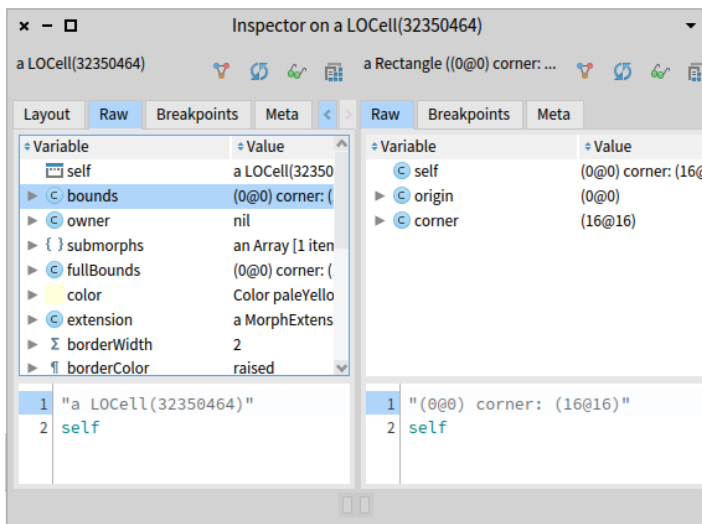 Inspector on a LOCell(32350464)
a LOCell(32350464)
a Rectangle ((0@0) corner: ...
Layout Raw Breakpoints Meta
Raw Breakpoints Meta
Variable Value
self a LOCell(32350
bounds (0@0) corner: (
owner nil
{ } submorphs an Array [1 item
fullBounds (0@0) corner: (
color Color paleYello
extension a MorphExtens
Σ borderWidth 2
¶ borderColor raised
Variable Value
self (0@0) corner: (16@
origin (0@0)
corner (16@16)
1 "a LOCell(32350464)"
2 self
1 "(0@0) corner: (16@16)"
2 self